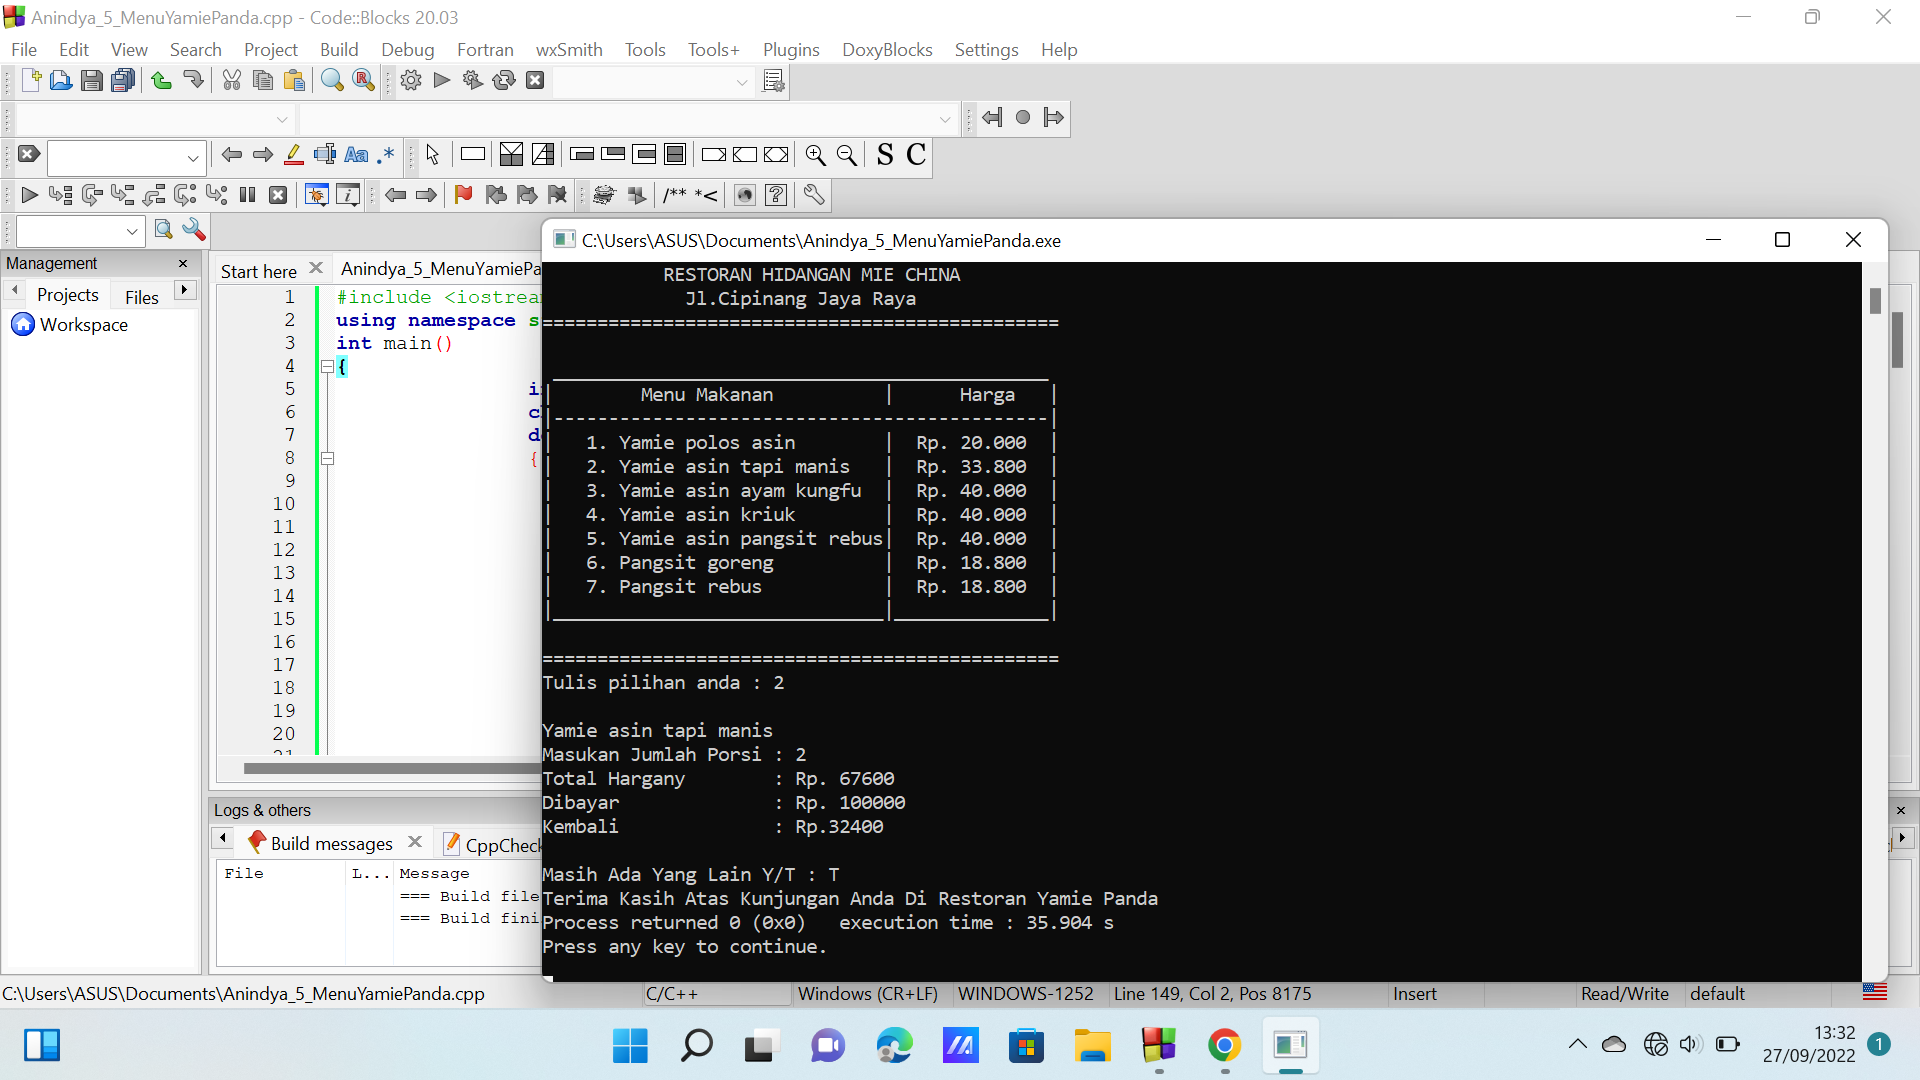 Anindya_5_MenuYamiePanda.cpp - Code::Blocks 20.03
File Edit View Search Project Build Debug Fortran wxSmith Tools Tools+ Plugins DoxyBlocks Settings Help
S C
/** *<
Management
Projects Files
Workspace
Start here
Anindya_5_MenuYamiePa
1 #include <iostrea
2 using namespace s
3 int main()
4 {
5 i
6 c
7 d
8 {
9
10
11
12
13
14
15
16
17
18
19
20
21
C:\Users\ASUS\Documents\Anindya_5_MenuYamiePanda.exe
RESTORAN HIDANGAN MIE CHINA
Jl.Cipinang Jaya Raya
===============================================
| Menu Makanan | Harga |
|---------------------------------------------|
| 1. Yamie polos asin | Rp. 20.000 |
| 2. Yamie asin tapi manis | Rp. 33.800 |
| 3. Yamie asin ayam kungfu | Rp. 40.000 |
| 4. Yamie asin kriuk | Rp. 40.000 |
| 5. Yamie asin pangsit rebus| Rp. 40.000 |
| 6. Pangsit goreng | Rp. 18.800 |
| 7. Pangsit rebus | Rp. 18.800 |
|______________________________|______________|
===============================================
Tulis pilihan anda : 2
Yamie asin tapi manis
Masukan Jumlah Porsi : 2
Total Hargany : Rp. 67600
Dibayar : Rp. 100000
Kembali : Rp.32400
Masih Ada Yang Lain Y/T : T
Terima Kasih Atas Kunjungan Anda Di Restoran Yamie Panda
Process returned 0 (0x0) execution time : 35.904 s
Press any key to continue.
Logs & others
Build messages
CppCheck
File L... Message
=== Build file
=== Build fini
C:\Users\ASUS\Documents\Anindya_5_MenuYamiePanda.cpp C/C++ Windows (CR+LF) WINDOWS-1252 Line 149, Col 2, Pos 8175 Insert Read/Write default
13:32
27/09/2022
1